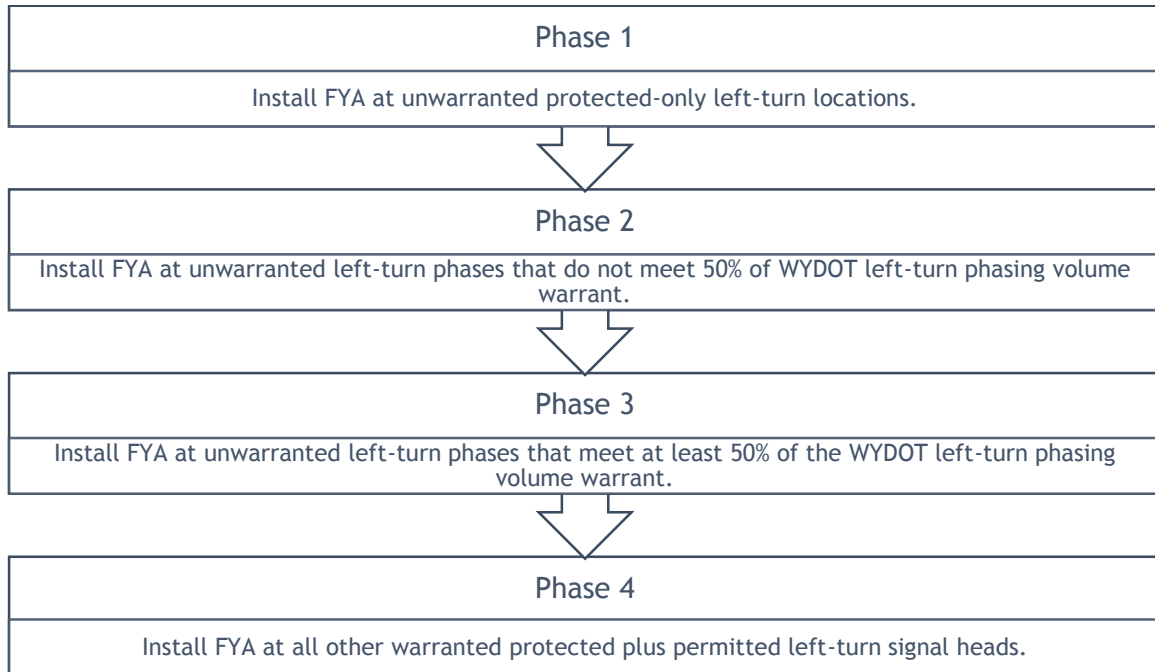 Phase 1
Install FYA at unwarranted protected-only left-turn locations.
Phase 2
Install FYA at unwarranted left-turn phases that do not meet 50% of WYDOT left-turn phasing volume
warrant.
Phase 3
Install FYA at unwarranted left-turn phases that meet at least 50% of the WYDOT left-turn phasing
volume warrant.
Phase 4
Install FYA at all other warranted protected plus permitted left-turn signal heads.